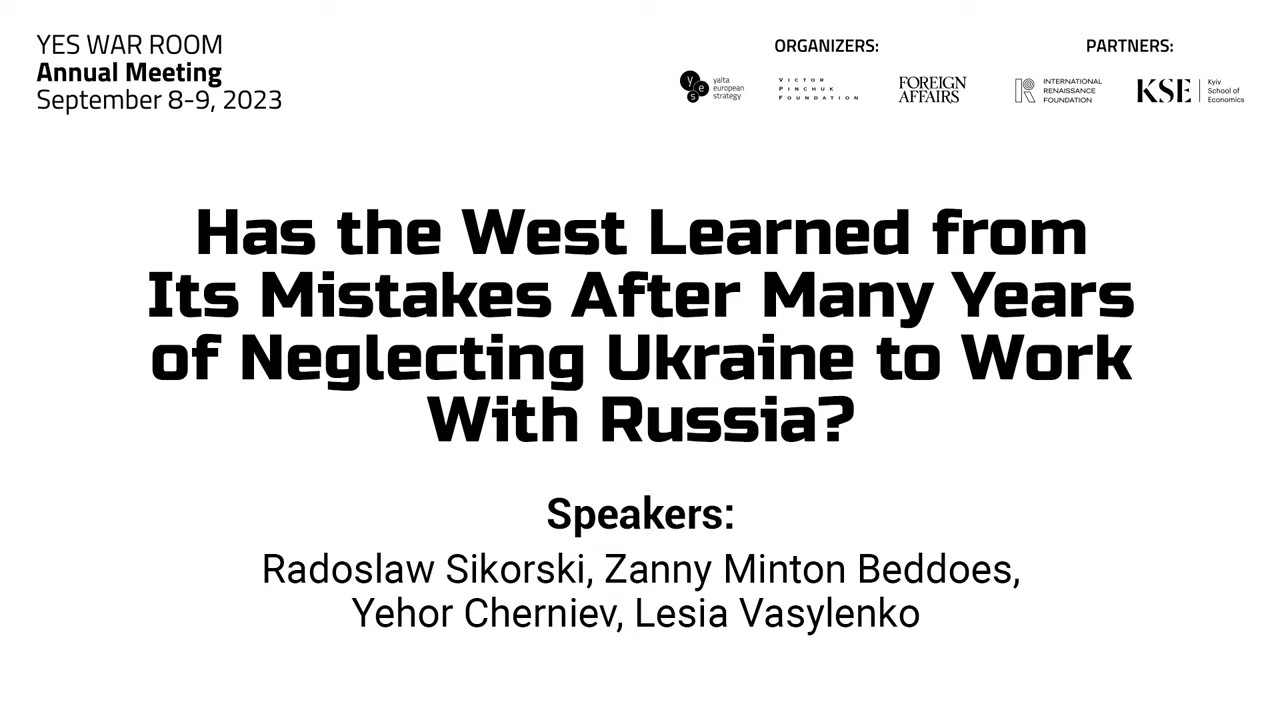 YES WAR ROOM
Annual Meeting
September 8-9, 2023
ORGANIZERS:
yes
yalta
european
strategy
VICTOR
PINCHUK
FOUNDATION
FOREIGN
AFFAIRS
PARTNERS:
INTERNATIONAL
RENAISSANCE
FOUNDATION
KSE
Kyiv
School of
Economics
Has the West Learned from
Its Mistakes After Many Years
of Neglecting Ukraine to Work
With Russia?
Speakers:
Radoslaw Sikorski, Zanny Minton Beddoes,
Yehor Cherniev, Lesia Vasylenko